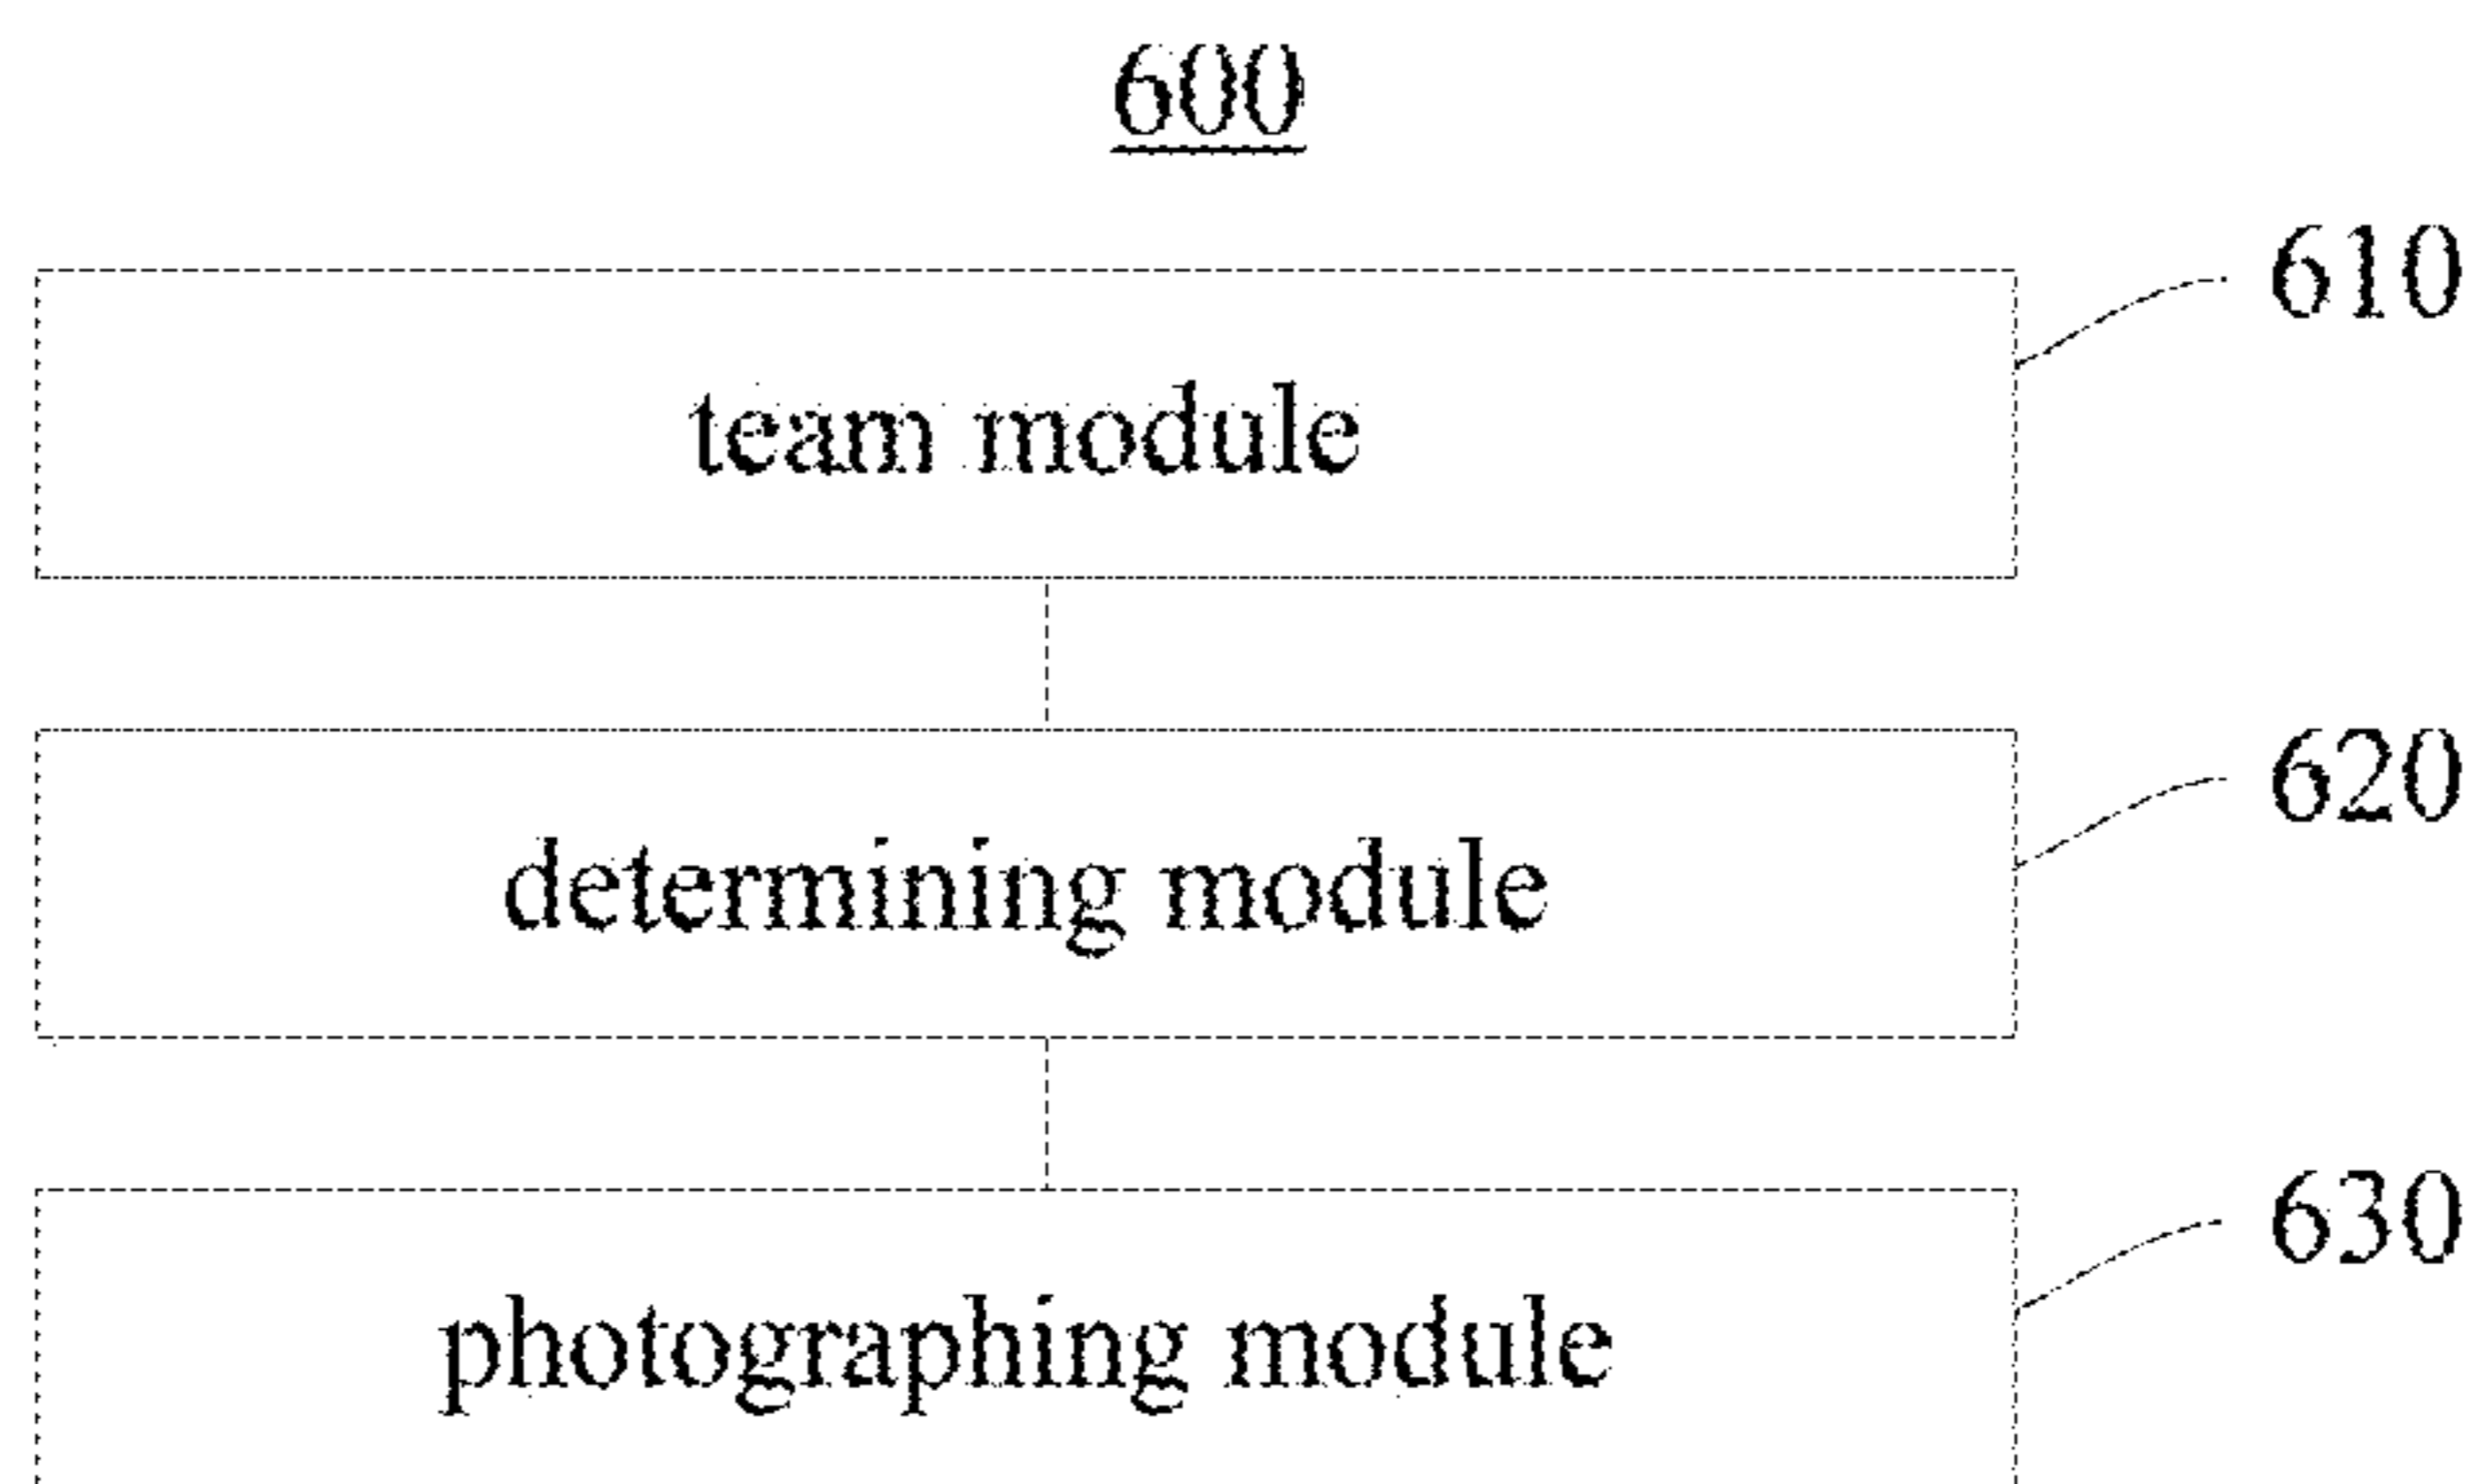 600
610
team module
620
determining module
630
photographing module